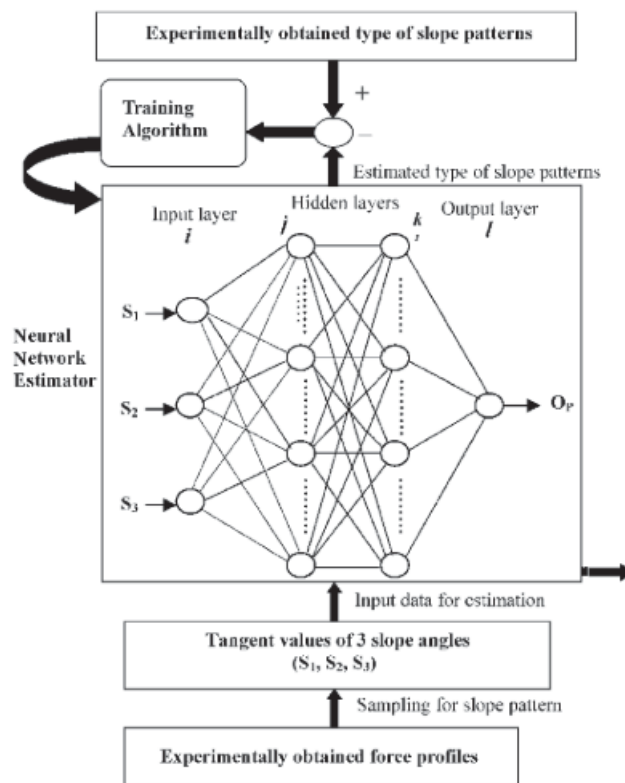 Experimentally obtained type of slope patterns
+
Training
Algorithm
–
Estimated type of slope patterns
Input layer
i
Hidden layers
j
k
Output layer
l
Neural
Network
Estimator
S1
S2
S3
OP
Input data for estimation
Tangent values of 3 slope angles
(S1, S2, S3)
Sampling for slope pattern
Experimentally obtained force profiles